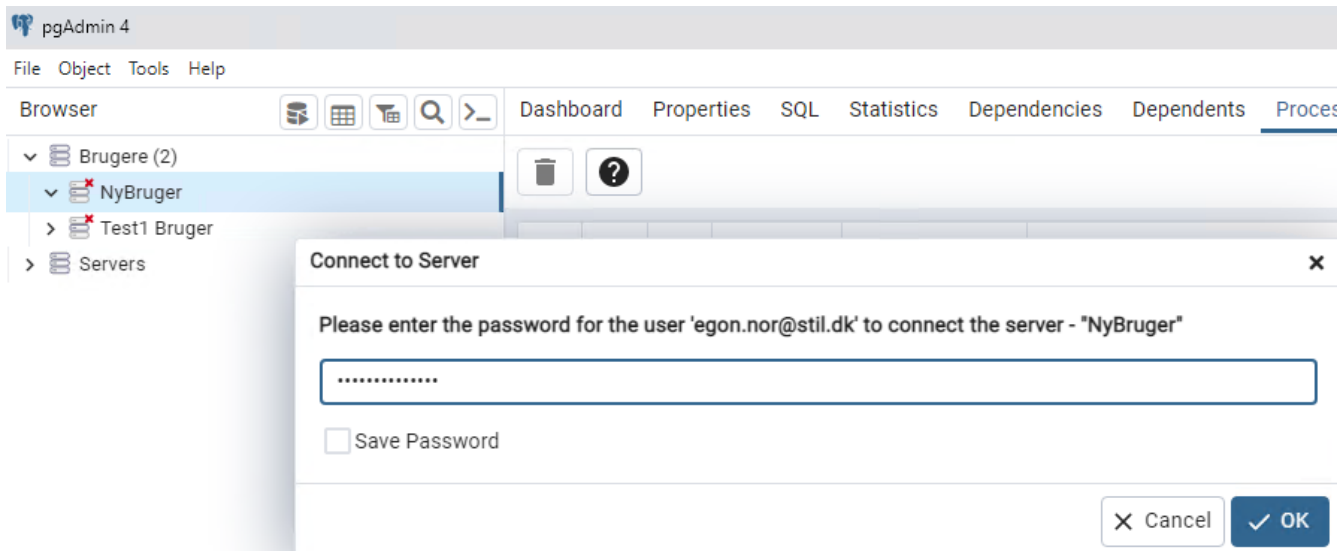 pgAdmin 4
File Object Tools Help
Browser
Dashboard Properties SQL Statistics Dependencies Dependents Proces
Brugere (2)
NyBruger
Test1 Bruger
Servers
Connect to Server
Please enter the password for the user 'egon.nor@stil.dk' to connect the server - "NyBruger"
••••••••••••••
Save Password
Cancel OK